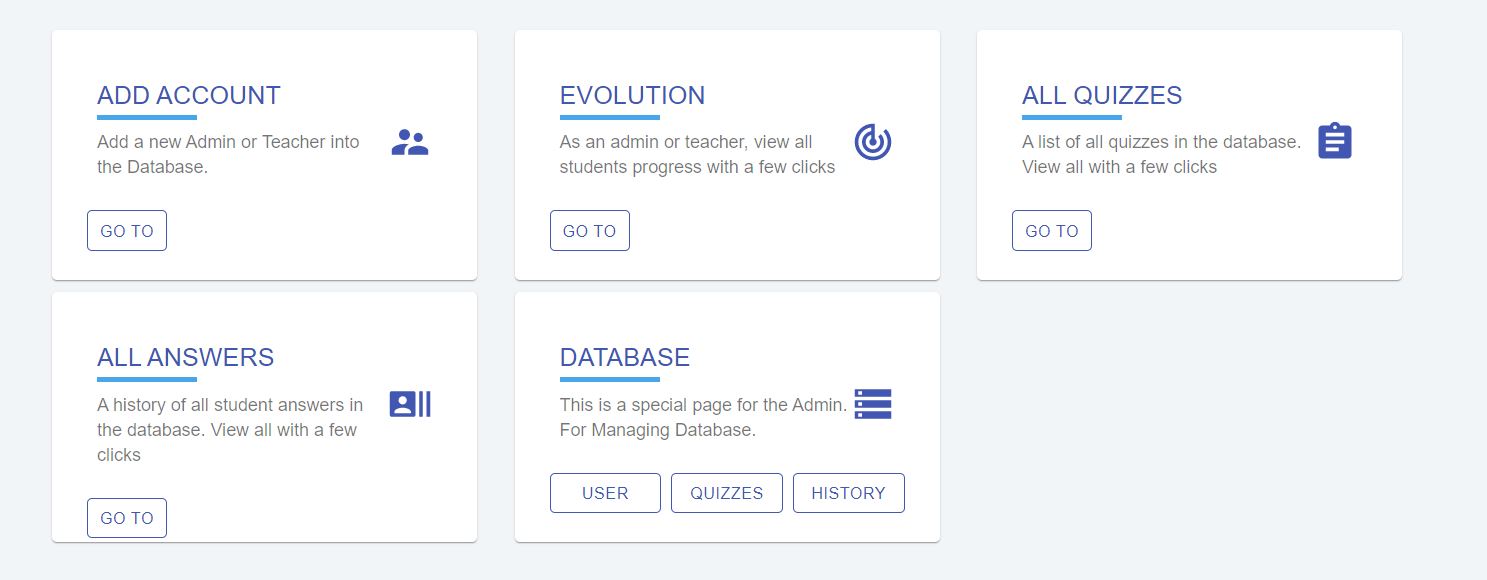 ADD ACCOUNT
Add a new Admin or Teacher into
the Database.
GO TO
EVOLUTION
As an admin or teacher, view all
students progress with a few clicks
GO TO
ALL QUIZZES
A list of all quizzes in the database.
View all with a few clicks
GO TO
ALL ANSWERS
A history of all student answers in
the database. View all with a few
clicks
GO TO
DATABASE
This is a special page for the Admin.
For Managing Database.
USER QUIZZES HISTORY